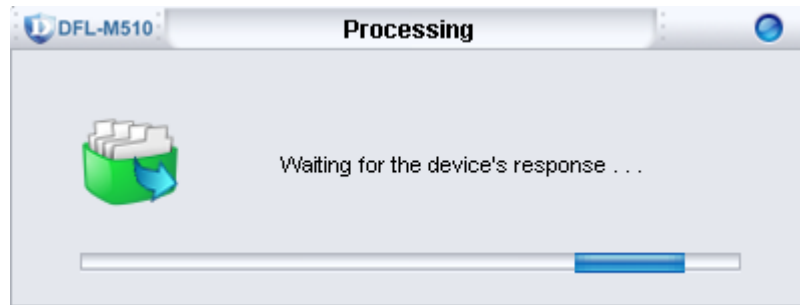 DFL-M510
Processing
Waiting for the device's response . . .